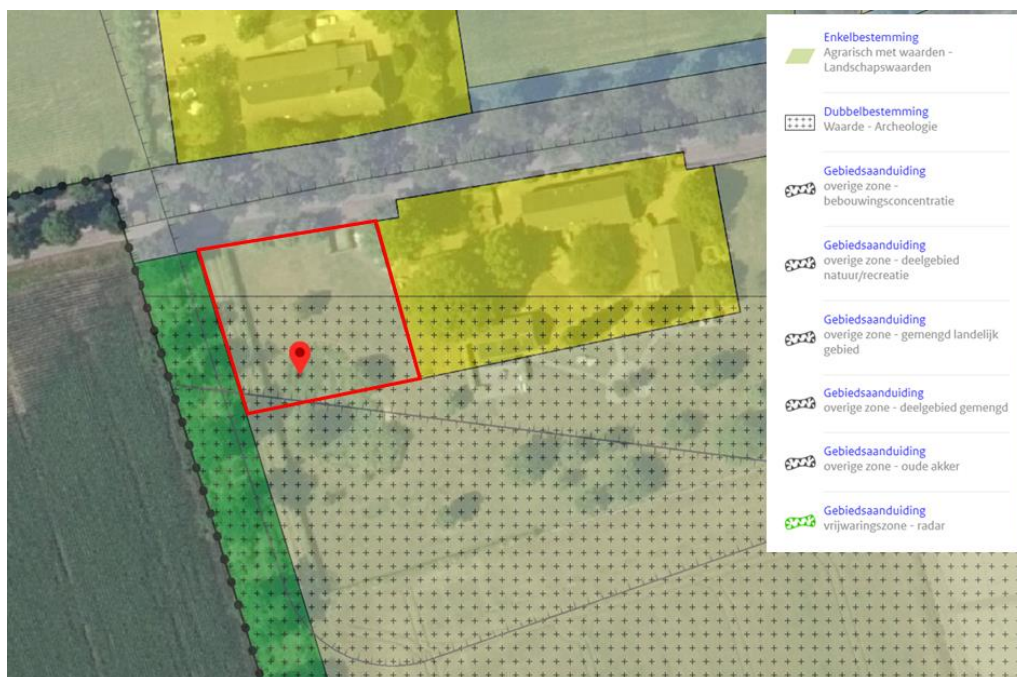 Enkelbestemming
Agrarisch met waarden -
Landschapswaarden
Dubbelbestemming
Waarde - Archeologie
Gebiedsaanduiding
overige zone -
bebouwingsconcentratie
Gebiedsaanduiding
overige zone - deelgebied
natuur/recreatie
Gebiedsaanduiding
overige zone - gemengd landelijk
gebied
Gebiedsaanduiding
overige zone - deelgebied gemengd
Gebiedsaanduiding
overige zone - oude akker
Gebiedsaanduiding
vrijwaringszone - radar